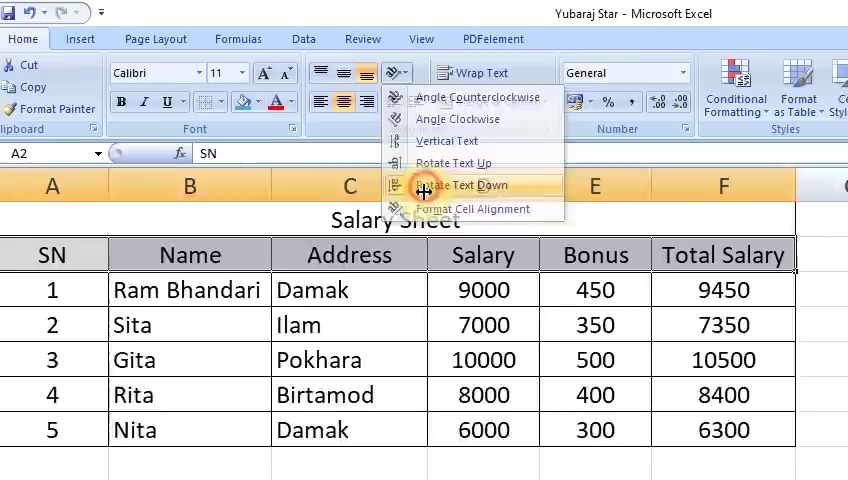 Yubaraj Star - Microsoft Excel
Home Insert Page Layout Formulas Data Review View PDFelement
Cut
Copy
Format Painter
Calibri 11 A A
B I U A
Wrap Text
General
% ,
Conditional Formatting
Format as Table
lipboard Font Number Styles
Angle Counterclockwise
Angle Clockwise
Vertical Text
Rotate Text Up
Rotate Text Down
Format Cell Alignment
A2 fx SN
A B C D E F
Salary Sheet
SN Name Address Salary Bonus Total Salary
1 Ram Bhandari Damak 9000 450 9450
2 Sita Ilam 7000 350 7350
3 Gita Pokhara 10000 500 10500
4 Rita Birtamod 8000 400 8400
5 Nita Damak 6000 300 6300